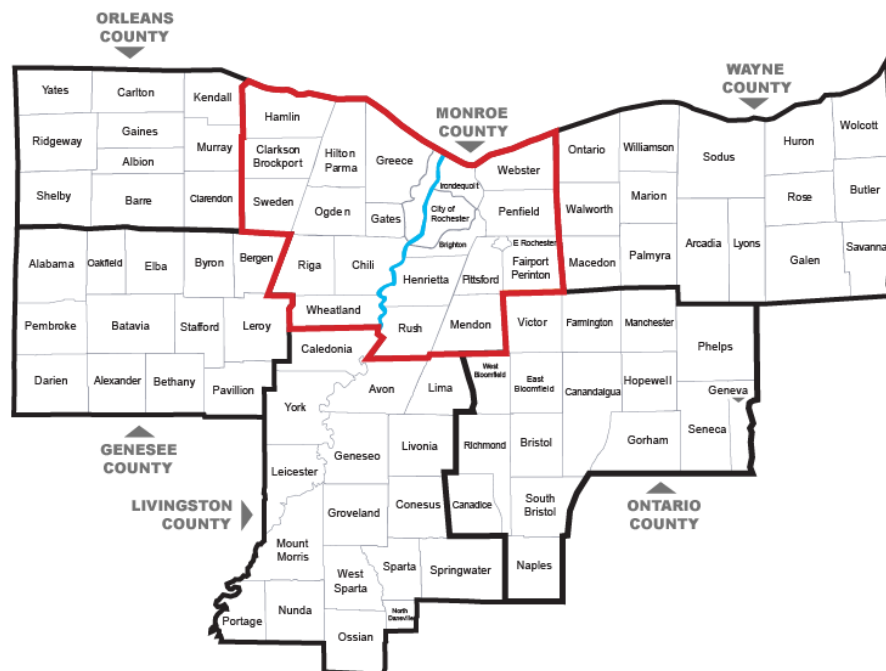 ORLEANS
COUNTY
WAYNE
COUNTY
MONROE
COUNTY
GENESEE
COUNTY
LIVINGSTON
COUNTY
ONTARIO
COUNTY
Yates
Carlton
Kendall
Ridgeway
Gaines
Murray
Albion
Shelby
Barre
Clarendon
Hamlin
Clarkson
Brockport
Hilton
Parma
Greece
Irondequoit
Webster
Sweden
Ogden
Gates
City of
Rochester
Penfield
Brighton
E Rochester
Riga
Chili
Henrietta
Pittsford
Fairport
Perinton
Wheatland
Rush
Mendon
Ontario
Williamson
Sodus
Huron
Wolcott
Walworth
Marion
Rose
Butler
Macedon
Palmyra
Arcadia
Lyons
Galen
Savanna
Alabama
Oakfield
Elba
Byron
Bergen
Pembroke
Batavia
Stafford
Leroy
Darien
Alexander
Bethany
Pavillion
Caledonia
Avon
Lima
York
Leicester
Geneseo
Livonia
Groveland
Conesus
Mount
Morris
West
Sparta
Sparta
Springwater
Portage
Nunda
Ossian
North
Dansville
Victor
Farmington
Manchester
Phelps
West
Bloomfield
East
Bloomfield
Canandaigua
Hopewell
Geneva
Richmond
Bristol
Gorham
Seneca
Canadice
South
Bristol
Naples